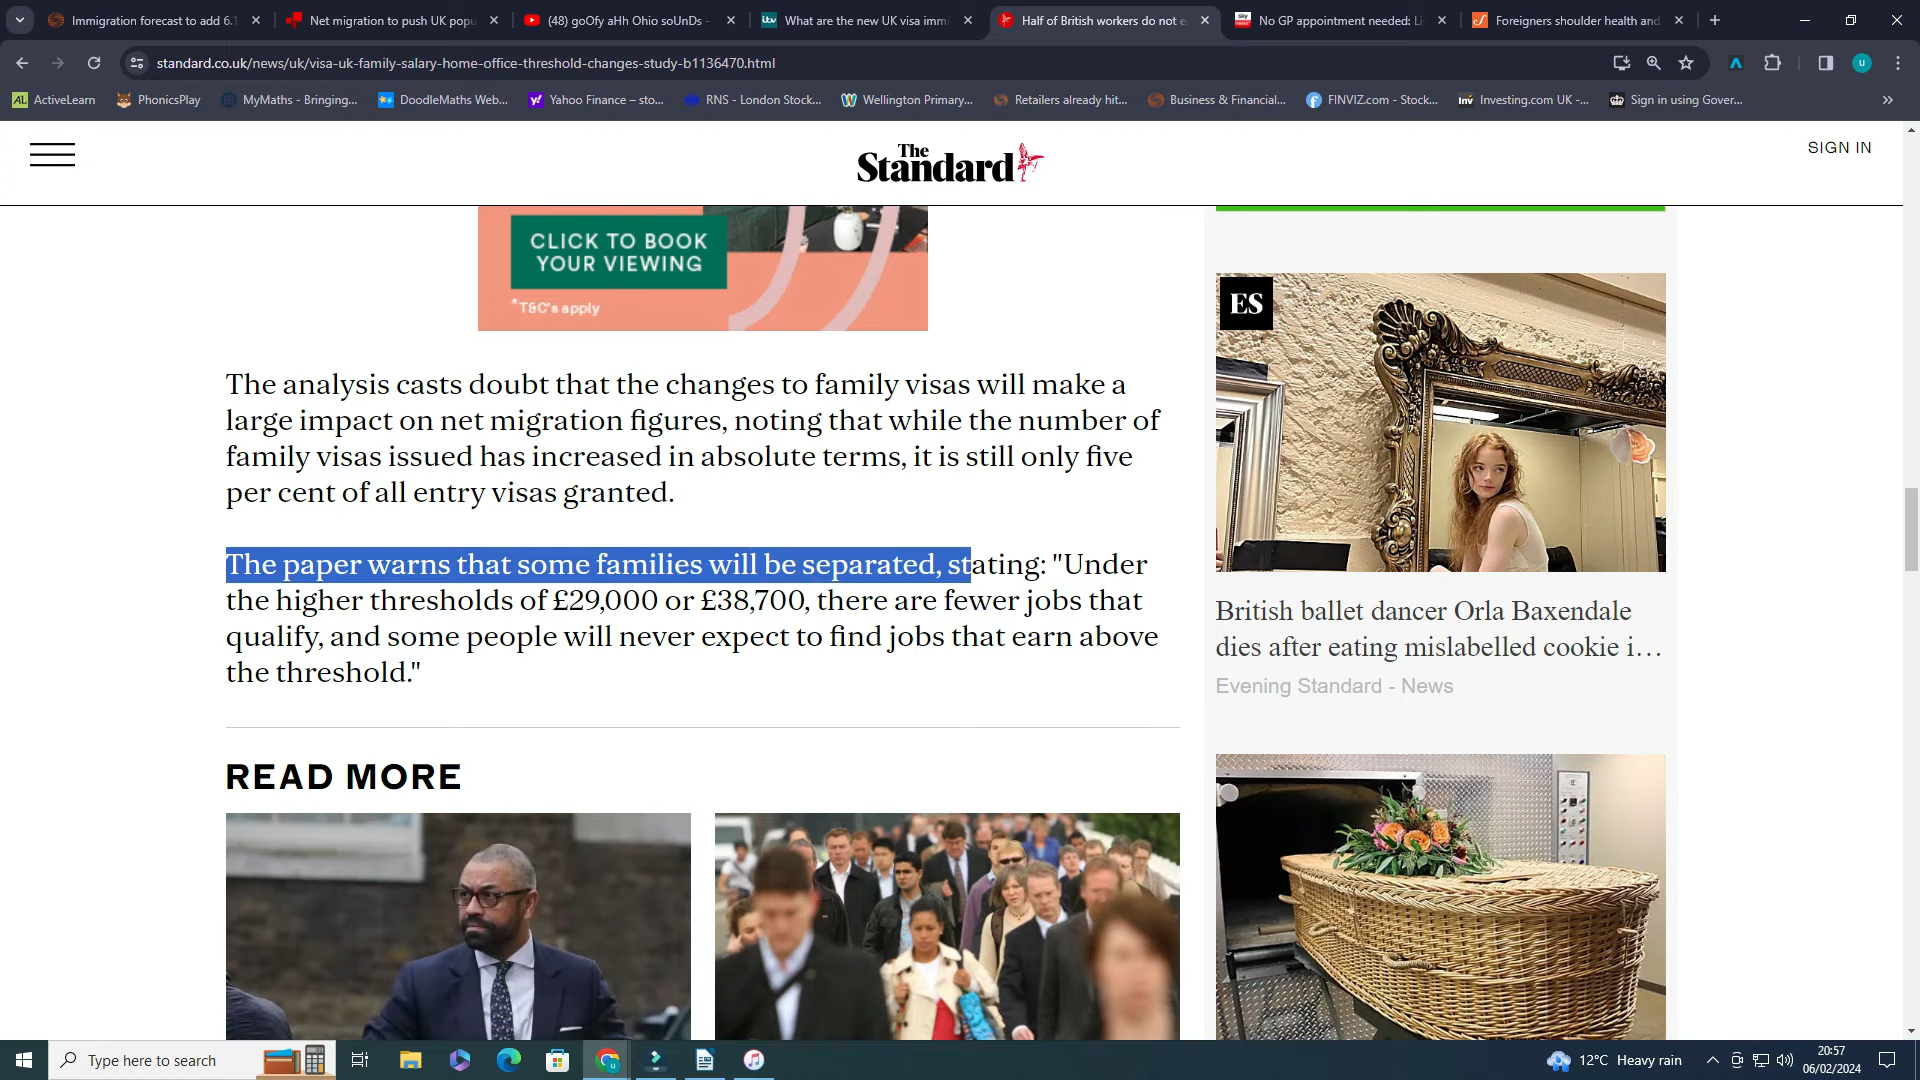 Immigration forecast to add 6.1
Net migration to push UK popu
(48) goOfy aHh Ohio soUnDs -
itv
What are the new UK visa immi
Half of British workers do not e
sky
No GP appointment needed: Li
Foreigners shoulder health and
standard.co.uk/news/uk/visa-uk-family-salary-home-office-threshold-changes-study-b1136470.html
u
AL ActiveLearn
PhonicsPlay
MyMaths - Bringing...
DoodleMaths Web...
Yahoo Finance – sto...
RNS - London Stock...
Wellington Primary...
Retailers already hit...
Business & Financial...
FINVIZ.com - Stock...
Inv Investing.com UK -...
Sign in using Gover...
The
Standard
SIGN IN
CLICK TO BOOK
YOUR VIEWING
*T&C's apply
The analysis casts doubt that the changes to family visas will make a
large impact on net migration figures, noting that while the number of
family visas issued has increased in absolute terms, it is still only five
per cent of all entry visas granted.
The paper warns that some families will be separated, stating: "Under
the higher thresholds of £29,000 or £38,700, there are fewer jobs that
qualify, and some people will never expect to find jobs that earn above
the threshold."
READ MORE
ES
British ballet dancer Orla Baxendale
dies after eating mislabelled cookie i...
Evening Standard - News
Type here to search
12°C Heavy rain
20:57
06/02/2024